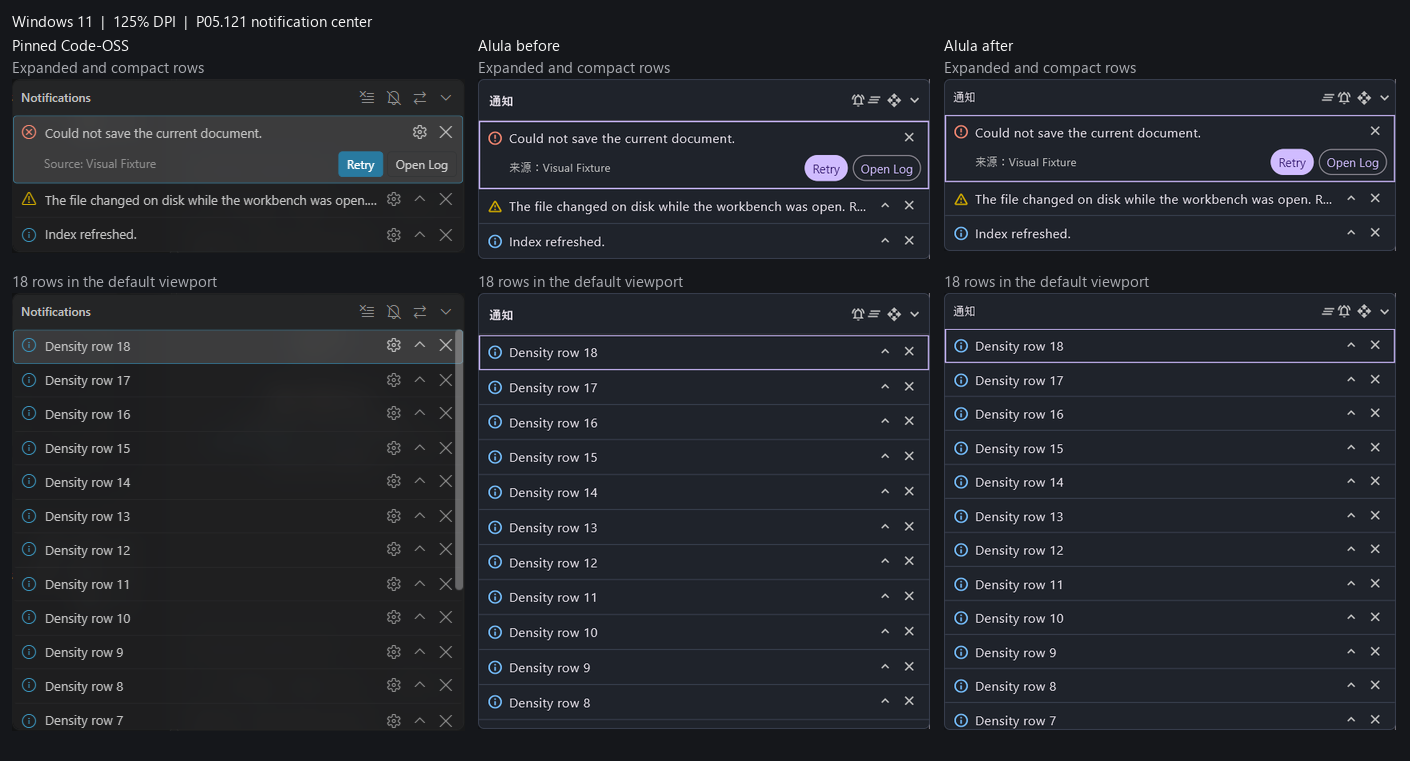 Windows 11 | 125% DPI | P05.121 notification center
Pinned Code-OSS
Expanded and compact rows
Notifications
Could not save the current document.
Source: Visual Fixture
Retry
Open Log
The file changed on disk while the workbench was open....
Index refreshed.
18 rows in the default viewport
Notifications
Density row 18
Density row 17
Density row 16
Density row 15
Density row 14
Density row 13
Density row 12
Density row 11
Density row 10
Density row 9
Density row 8
Density row 7
Alula before
Expanded and compact rows
通知
Could not save the current document.
来源：Visual Fixture
Retry
Open Log
The file changed on disk while the workbench was open. R...
Index refreshed.
18 rows in the default viewport
通知
Density row 18
Density row 17
Density row 16
Density row 15
Density row 14
Density row 13
Density row 12
Density row 11
Density row 10
Density row 9
Density row 8
Alula after
Expanded and compact rows
通知
Could not save the current document.
来源：Visual Fixture
Retry
Open Log
The file changed on disk while the workbench was open. R...
Index refreshed.
18 rows in the default viewport
通知
Density row 18
Density row 17
Density row 16
Density row 15
Density row 14
Density row 13
Density row 12
Density row 11
Density row 10
Density row 9
Density row 8
Density row 7